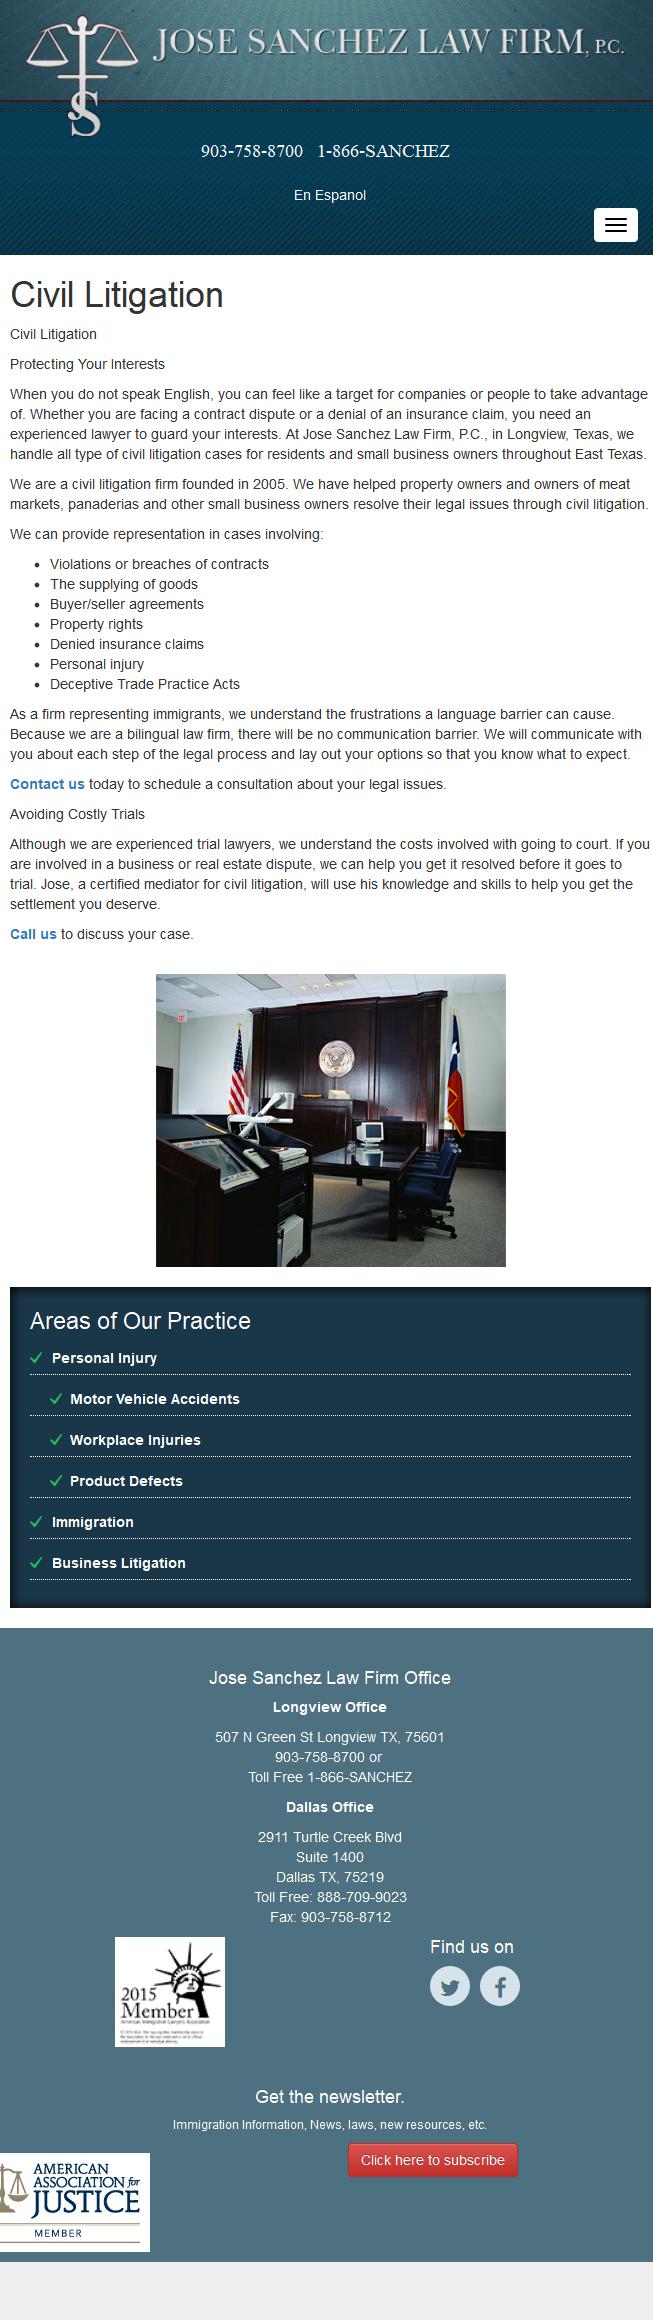 JOSE SANCHEZ LAW FIRM, P.C.
JS
903-758-8700 1-866-SANCHEZ
En Espanol
Civil Litigation
Civil Litigation
Protecting Your Interests
When you do not speak English, you can feel like a target for companies or people to take advantage
of. Whether you are facing a contract dispute or a denial of an insurance claim, you need an
experienced lawyer to guard your interests. At Jose Sanchez Law Firm, P.C., in Longview, Texas, we
handle all type of civil litigation cases for residents and small business owners throughout East Texas.
We are a civil litigation firm founded in 2005. We have helped property owners and owners of meat
markets, panaderias and other small business owners resolve their legal issues through civil litigation.
We can provide representation in cases involving:
• Violations or breaches of contracts
• The supplying of goods
• Buyer/seller agreements
• Property rights
• Denied insurance claims
• Personal injury
• Deceptive Trade Practice Acts
As a firm representing immigrants, we understand the frustrations a language barrier can cause.
Because we are a bilingual law firm, there will be no communication barrier. We will communicate with
you about each step of the legal process and lay out your options so that you know what to expect.
Contact us today to schedule a consultation about your legal issues.
Avoiding Costly Trials
Although we are experienced trial lawyers, we understand the costs involved with going to court. If you
are involved in a business or real estate dispute, we can help you get it resolved before it goes to
trial. Jose, a certified mediator for civil litigation, will use his knowledge and skills to help you get the
settlement you deserve.
Call us to discuss your case.
Areas of Our Practice
Personal Injury
Motor Vehicle Accidents
Workplace Injuries
Product Defects
Immigration
Business Litigation
Jose Sanchez Law Firm Office
Longview Office
507 N Green St Longview TX, 75601
903-758-8700 or
Toll Free 1-866-SANCHEZ
Dallas Office
2911 Turtle Creek Blvd
Suite 1400
Dallas TX, 75219
Toll Free: 888-709-9023
Fax: 903-758-8712
2015
Member
American Immigration Lawyers Association
Find us on
Get the newsletter.
Immigration Information, News, laws, new resources, etc.
Click here to subscribe
AMERICAN
ASSOCIATION for
JUSTICE
MEMBER